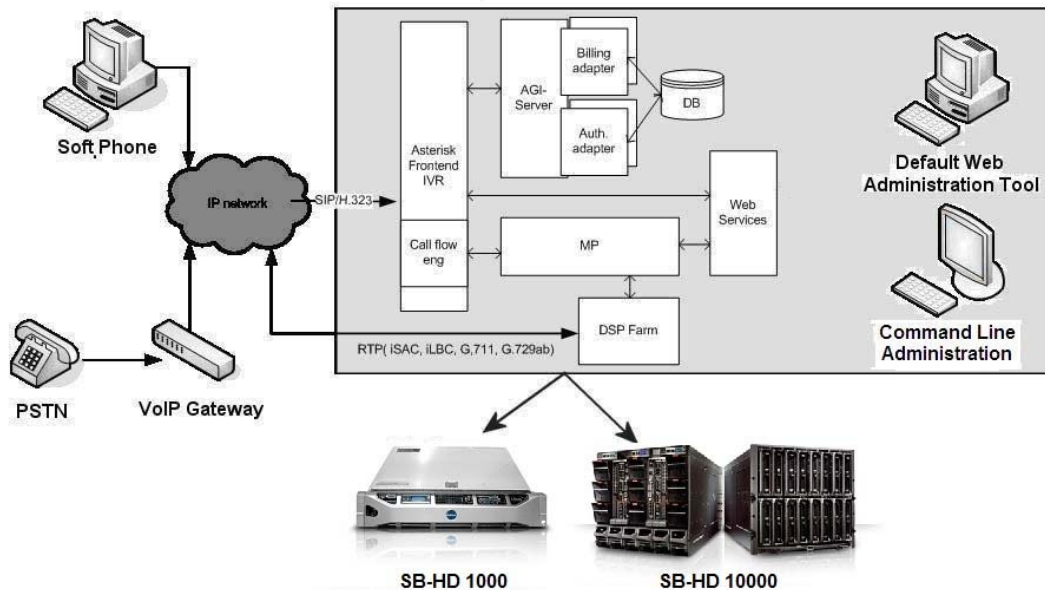 Soft Phone
IP network
SIP/H.323
PSTN
VoIP Gateway
Asterisk
Frontend
IVR
Call flow
eng
AGI-
Server
Billing
adapter
Auth.
adapter
DB
Web
Services
MP
DSP Farm
RTP( iSAC, iLBC, G,711, G.729ab)
Default Web
Administration Tool
Command Line
Administration
SB-HD 1000
SB-HD 10000